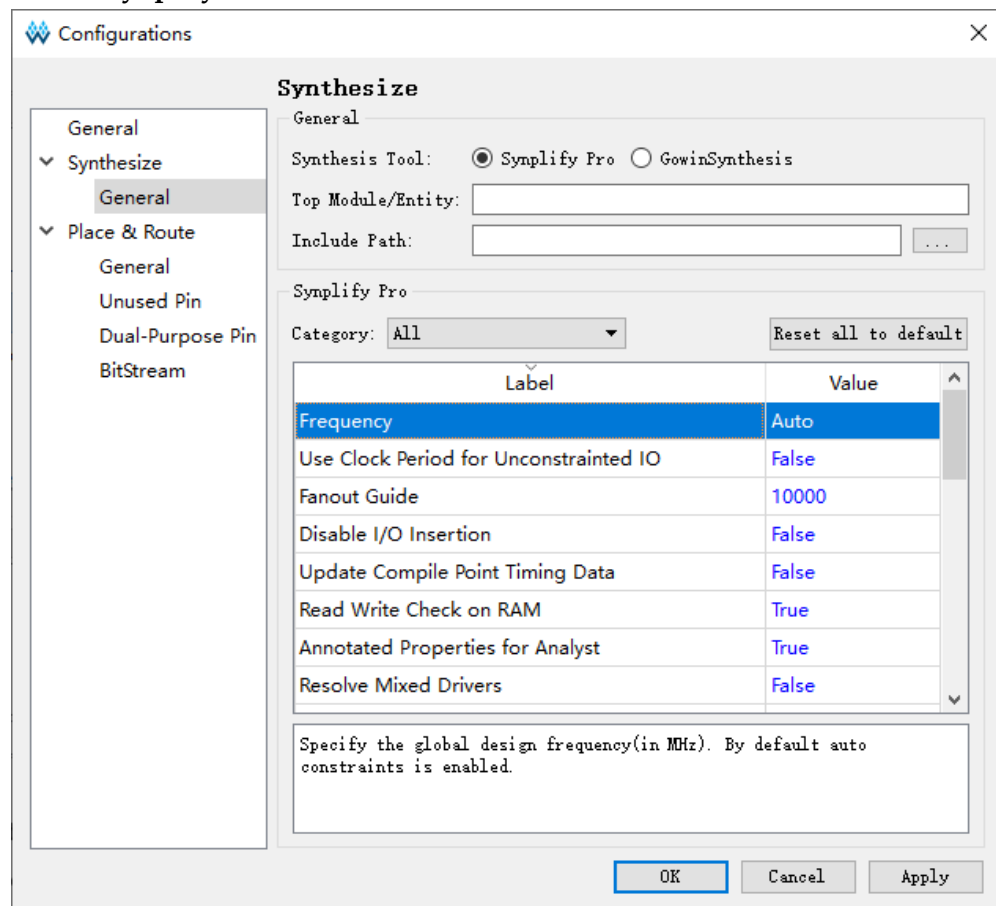 Configurations
Synthesize
General
Synthesize
General
Place & Route
General
Unused Pin
Dual-Purpose Pin
BitStream
General
Synthesis Tool: Synplify Pro GowinSynthesis
Top Module/Entity:
Include Path: ...
Synplify Pro
Category: All Reset all to default
Label Value
Frequency Auto
Use Clock Period for Unconstrainted IO False
Fanout Guide 10000
Disable I/O Insertion False
Update Compile Point Timing Data False
Read Write Check on RAM True
Annotated Properties for Analyst True
Resolve Mixed Drivers False
Specify the global design frequency(in MHz). By default auto
constraints is enabled.
OK Cancel Apply